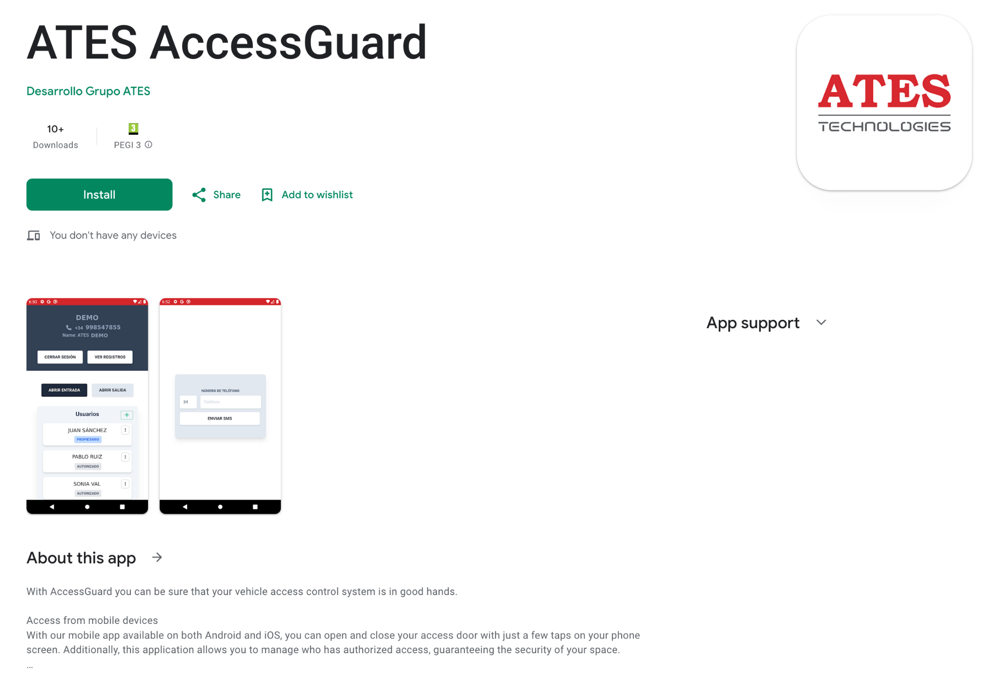 ATES AccessGuard
Desarrollo Grupo ATES
10+
Downloads
3
PEGI 3
Install
Share
Add to wishlist
You don't have any devices
ATES
TECHNOLOGIES
6:50
DEMO
+34 998547855
Name: ATES DEMO
CERRAR SESIÓN
VER REGISTROS
ABRIR ENTRADA
ABRIR SALIDA
Usuarios
+
JUAN SÁNCHEZ
PROPIETARIO
PABLO RUIZ
AUTORIZADO
SONIA VAL
AUTORIZADO
6:52
NÚMERO DE TELÉFONO
34
Teléfono
ENVIAR SMS
App support
About this app
With AccessGuard you can be sure that your vehicle access control system is in good hands.
Access from mobile devices
With our mobile app available on both Android and iOS, you can open and close your access door with just a few taps on your phone
screen. Additionally, this application allows you to manage who has authorized access, guaranteeing the security of your space.
...